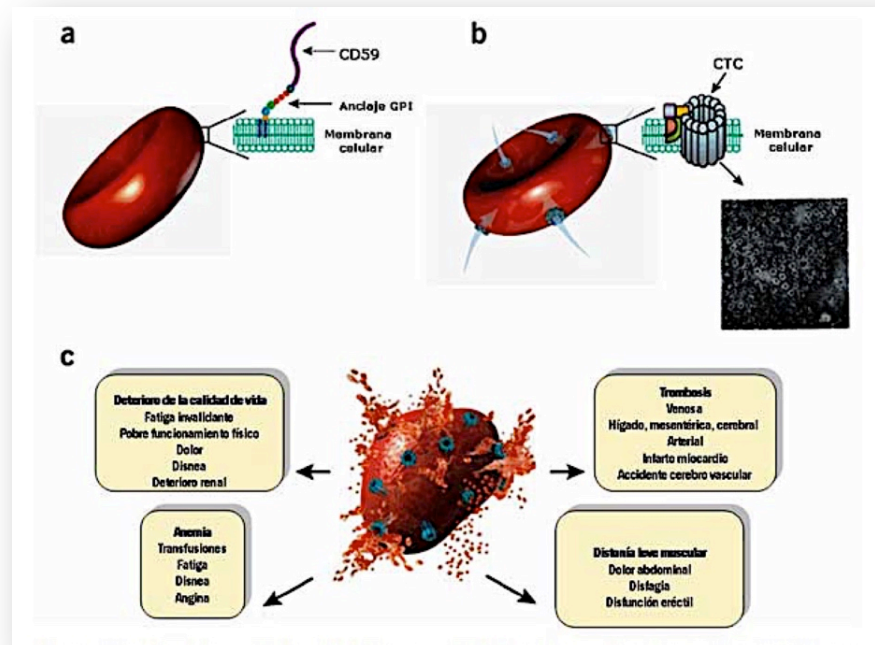 a
CD59
Anclaje GPI
Membrana
celular
b
CTC
Membrana
celular
c
Deterioro de la calidad de vida
Fatiga invalidante
Pobre funcionamiento físico
Dolor
Disnea
Deterioro renal
Trombosis
Venosa
Hígado, mesentérica, cerebral
Arterial
Infarto miocardio
Accidente cerebro vascular
Anemia
Transfusiones
Fatiga
Disnea
Angina
Distonía leve muscular
Dolor abdominal
Disfagia
Disfunción eréctil